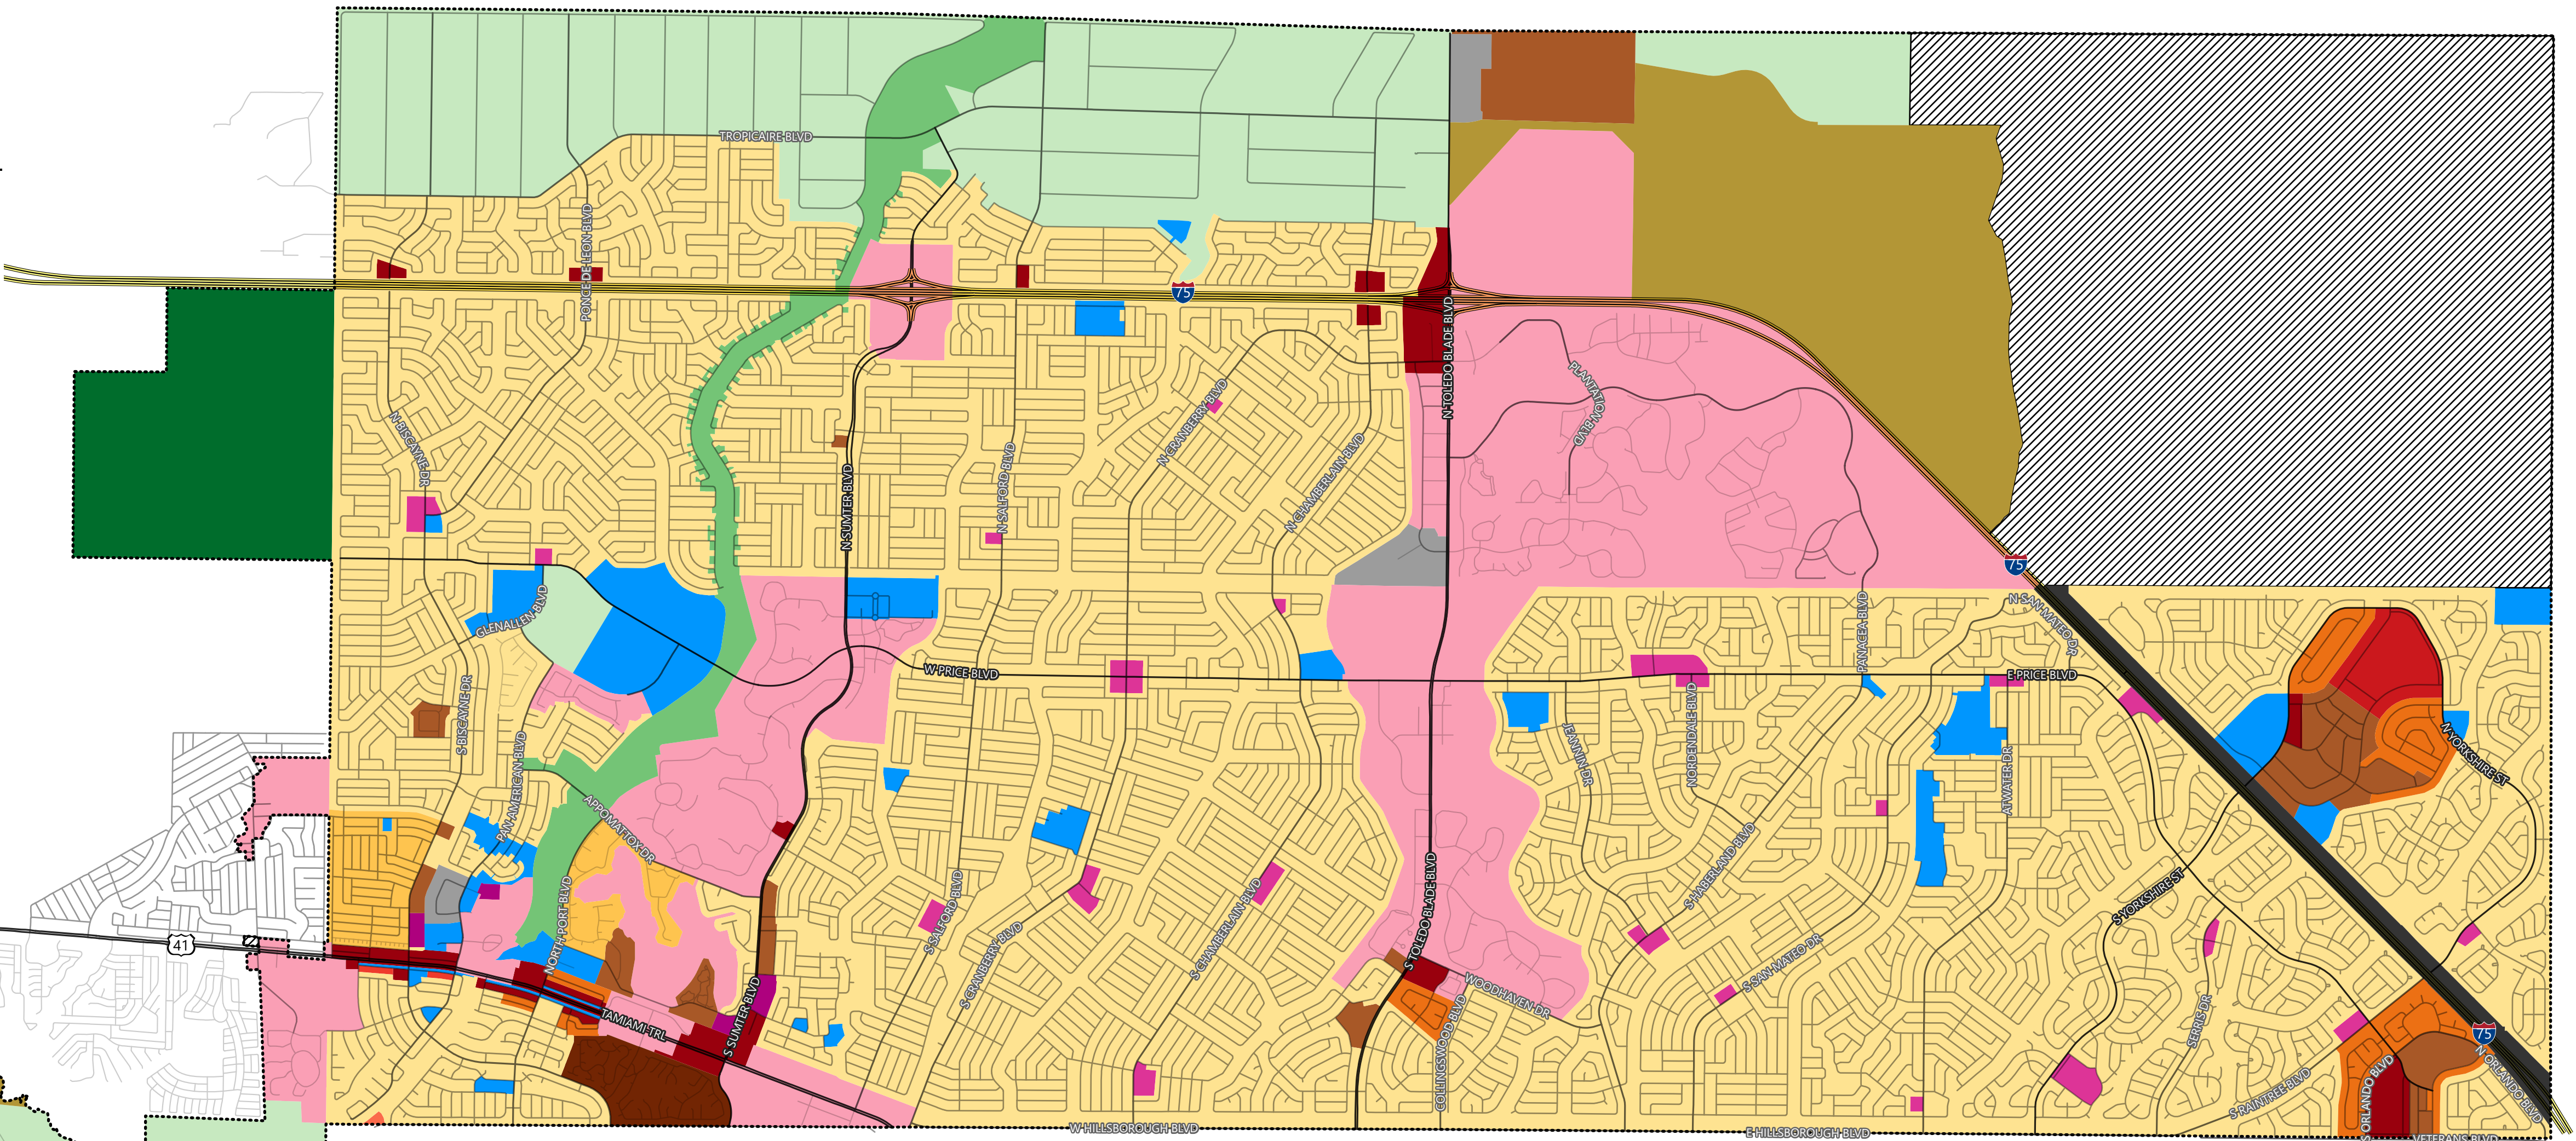 TROPICAIRE BLVD
PONCE DE LEON BLVD
75
N TOLEDO BLADE BLVD
PLANTATION BLVD
N CRANBERRY BLVD
N BISCAYNE DR
N CHAMBERLAIN BLVD
N SALFORD BLVD
N SUMTER BLVD
75
N SAN MATEO DR
GLENALLEN BLVD
PANACEA BLVD
W PRICE BLVD
E PRICE BLVD
S BISCAYNE DR
NORDENDALE BLVD
JEANNIN DR
N YORKSHIRE ST
PAN AMERICAN BLVD
ATWATER DR
APPOMATTOX DR
S HABERLAND BLVD
S YORKSHIRE ST
S TOLEDO BLADE BLVD
S SALFORD BLVD
NORTH PORT BLVD
S CHAMBERLAIN BLVD
41
S CRANBERRY BLVD
S SAN MATEO DR
WOODHAVEN DR
SERRIS DR
TAMIAMI TRL
S SUMTER BLVD
75
COLLINGSWOOD BLVD
N ORLANDO BLVD
S RAINTREE BLVD
S ORLANDO BLVD
W HILLSBOROUGH BLVD
E HILLSBOROUGH BLVD
VETERANS BLVD